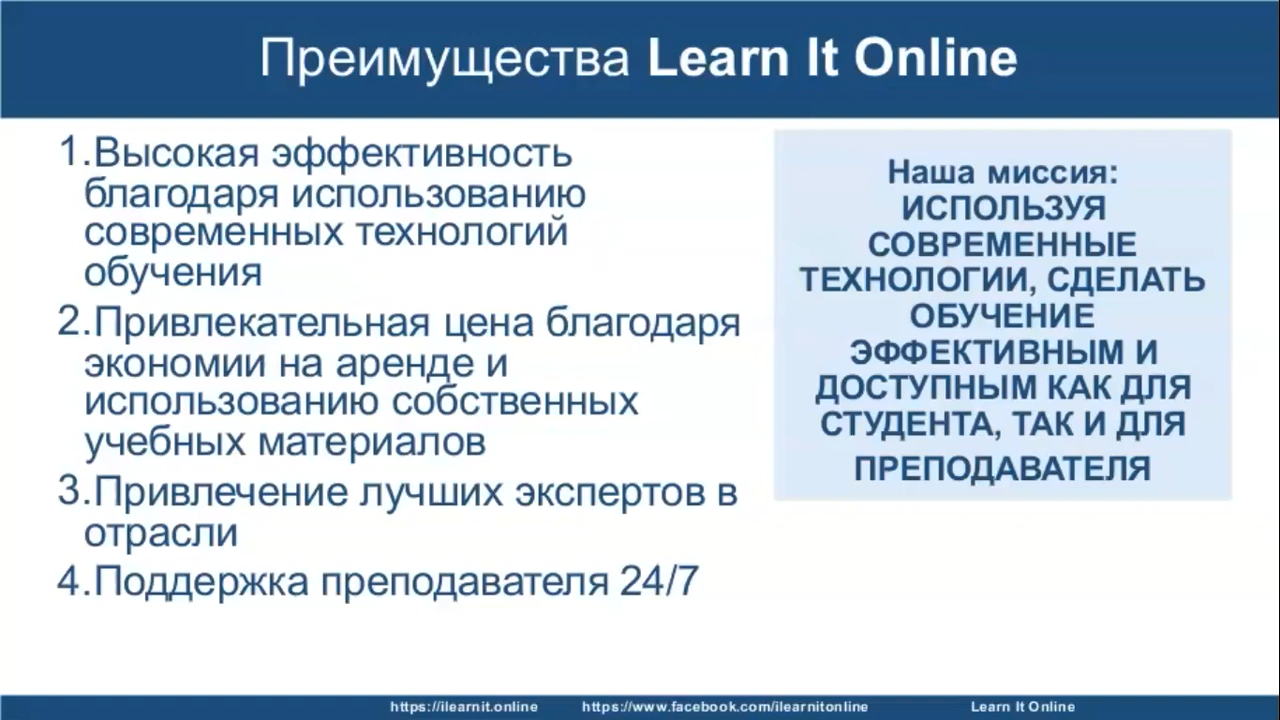 Преимущества Learn It Online
1.Высокая эффективность
благодаря использованию
современных технологий
обучения
2.Привлекательная цена благодаря
экономии на аренде и
использованию собственных
учебных материалов
3.Привлечение лучших экспертов в
отрасли
4.Поддержка преподавателя 24/7
Наша миссия:
ИСПОЛЬЗУЯ
СОВРЕМЕННЫЕ
ТЕХНОЛОГИИ, СДЕЛАТЬ
ОБУЧЕНИЕ
ЭФФЕКТИВНЫМ И
ДОСТУПНЫМ КАК ДЛЯ
СТУДЕНТА, ТАК И ДЛЯ
ПРЕПОДАВАТЕЛЯ
https://ilearnit.online https://www.facebook.com/ilearnitonline Learn It Online